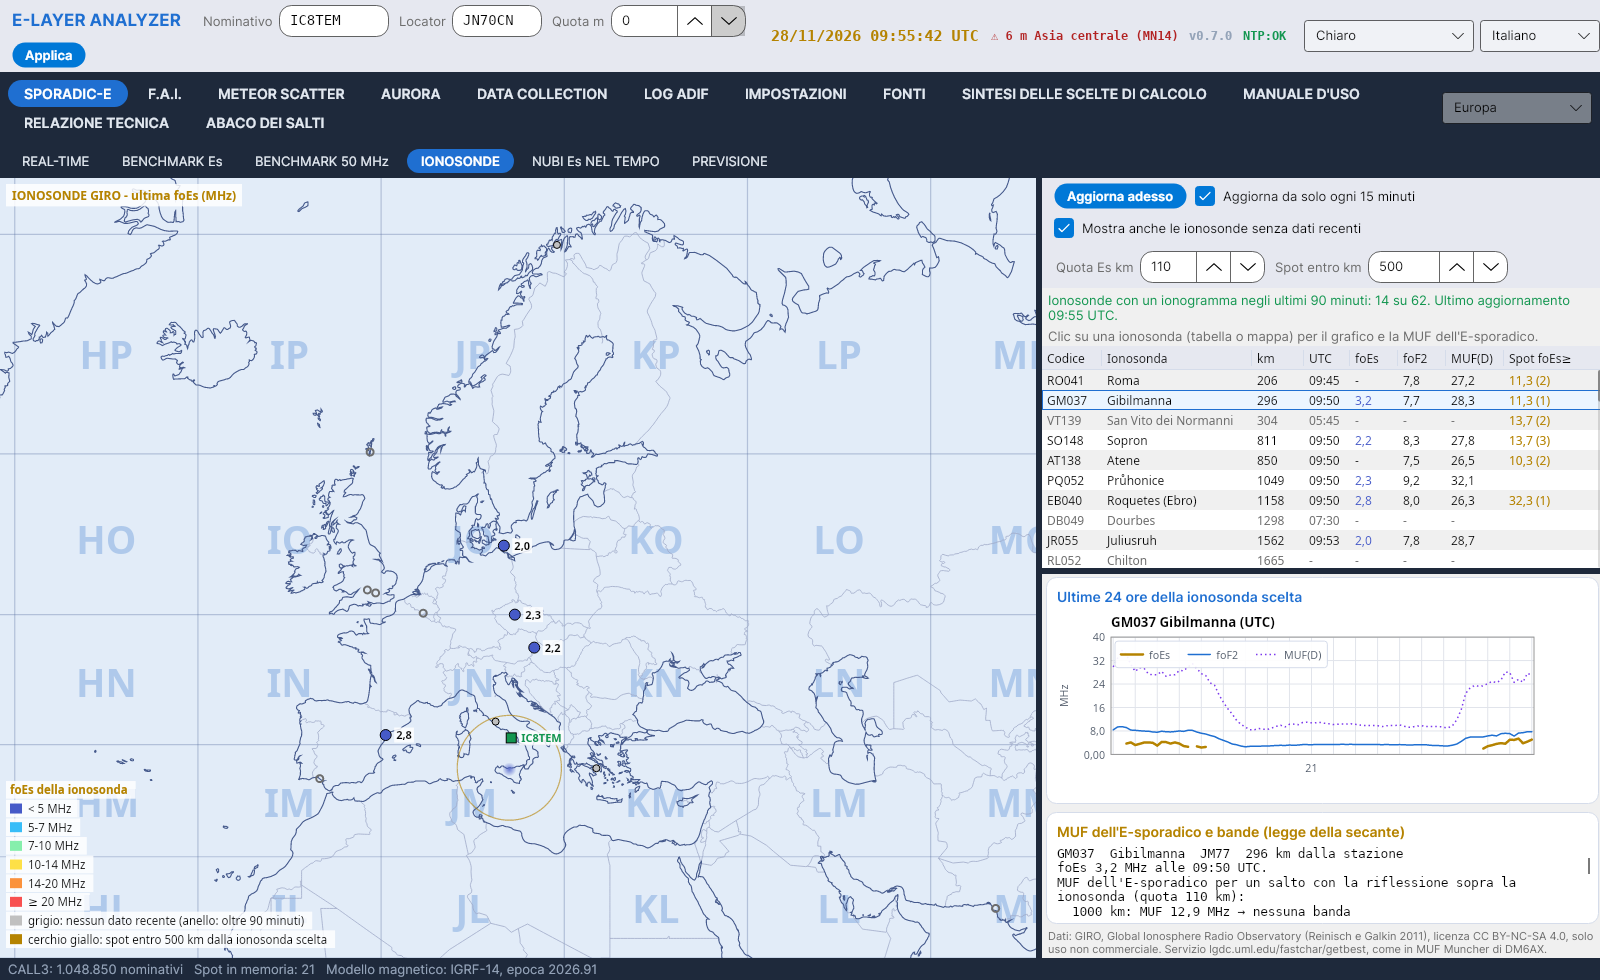 E-LAYER ANALYZER
Nominativo IC8TEM Locator JN70CN Quota m 0
Applica
28/11/2026 09:55:42 UTC ⚠ 6 m Asia centrale (MN14) v0.7.0 NTP:OK
Chiaro Italiano
SPORADIC-E F.A.I. METEOR SCATTER AURORA DATA COLLECTION LOG ADIF IMPOSTAZIONI FONTI SINTESI DELLE SCELTE DI CALCOLO MANUALE D'USO
RELAZIONE TECNICA ABACO DEI SALTI
Europa
REAL-TIME BENCHMARK Es BENCHMARK 50 MHz IONOSONDE NUBI Es NEL TEMPO PREVISIONE
IONOSONDE GIRO - ultima foEs (MHz)
HP IP JP KP LP
HO KO LO
2,0
2,3
2,2
HN IN JN KN LN
2,8
IC8TEM
HM IM JM KM LM
JL KL
foEs della ionosonda
< 5 MHz
5-7 MHz
7-10 MHz
10-14 MHz
14-20 MHz
≥ 20 MHz
grigio: nessun dato recente (anello: oltre 90 minuti)
cerchio giallo: spot entro 500 km dalla ionosonda scelta
Aggiorna adesso Aggiorna da solo ogni 15 minuti
Mostra anche le ionosonde senza dati recenti
Quota Es km 110 Spot entro km 500
Ionosonde con un ionogramma negli ultimi 90 minuti: 14 su 62. Ultimo aggiornamento
09:55 UTC.
Clic su una ionosonda (tabella o mappa) per il grafico e la MUF dell'E-sporadico.
Codice Ionosonda km UTC foEs foF2 MUF(D) Spot foEs≥
RO041 Roma 206 09:45 - 7,8 27,2 11,3 (2)
GM037 Gibilmanna 296 09:50 3,2 7,7 28,3 11,3 (1)
VT139 San Vito dei Normanni 304 05:45 - - - 13,7 (2)
SO148 Sopron 811 09:50 2,2 8,3 27,8 13,7 (3)
AT138 Atene 850 09:50 - 7,5 26,5 10,3 (2)
PQ052 Průhonice 1049 09:50 2,3 9,2 32,1
EB040 Roquetes (Ebro) 1158 09:50 2,8 8,0 26,3 32,3 (1)
DB049 Dourbes 1298 07:30 - - -
JR055 Juliusruh 1562 09:53 2,0 7,8 28,7
RL052 Chilton 1665 - - - -
Ultime 24 ore della ionosonda scelta
GM037 Gibilmanna (UTC)
foEs foF2 MUF(D)
40
32
24
16
8,0
0,00
MHz
21
MUF dell'E-sporadico e bande (legge della secante)
GM037 Gibilmanna JM77 296 km dalla stazione
foEs 3,2 MHz alle 09:50 UTC.
MUF dell'E-sporadico per un salto con la riflessione sopra la
ionosonda (quota 110 km):
1000 km: MUF 12,9 MHz → nessuna banda
Dati: GIRO, Global Ionosphere Radio Observatory (Reinisch e Galkin 2011), licenza CC BY-NC-SA 4.0, solo
uso non commerciale. Servizio lgdc.uml.edu/fastchar/getbest, come in MUF Muncher di DM6AX.
CALL3: 1.048.850 nominativi Spot in memoria: 21 Modello magnetico: IGRF-14, epoca 2026.91